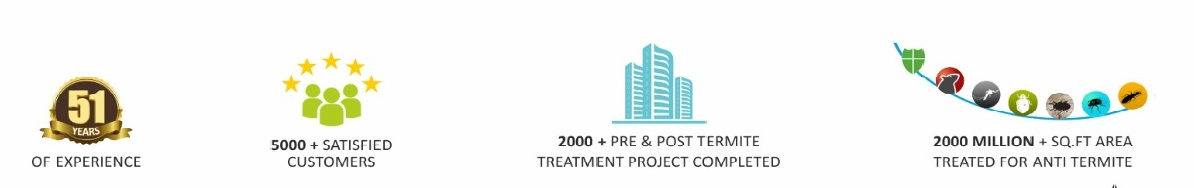 51
YEARS
OF EXPERIENCE
5000 + SATISFIED
CUSTOMERS
2000 + PRE & POST TERMITE
TREATMENT PROJECT COMPLETED
2000 MILLION + SQ.FT AREA
TREATED FOR ANTI TERMITE